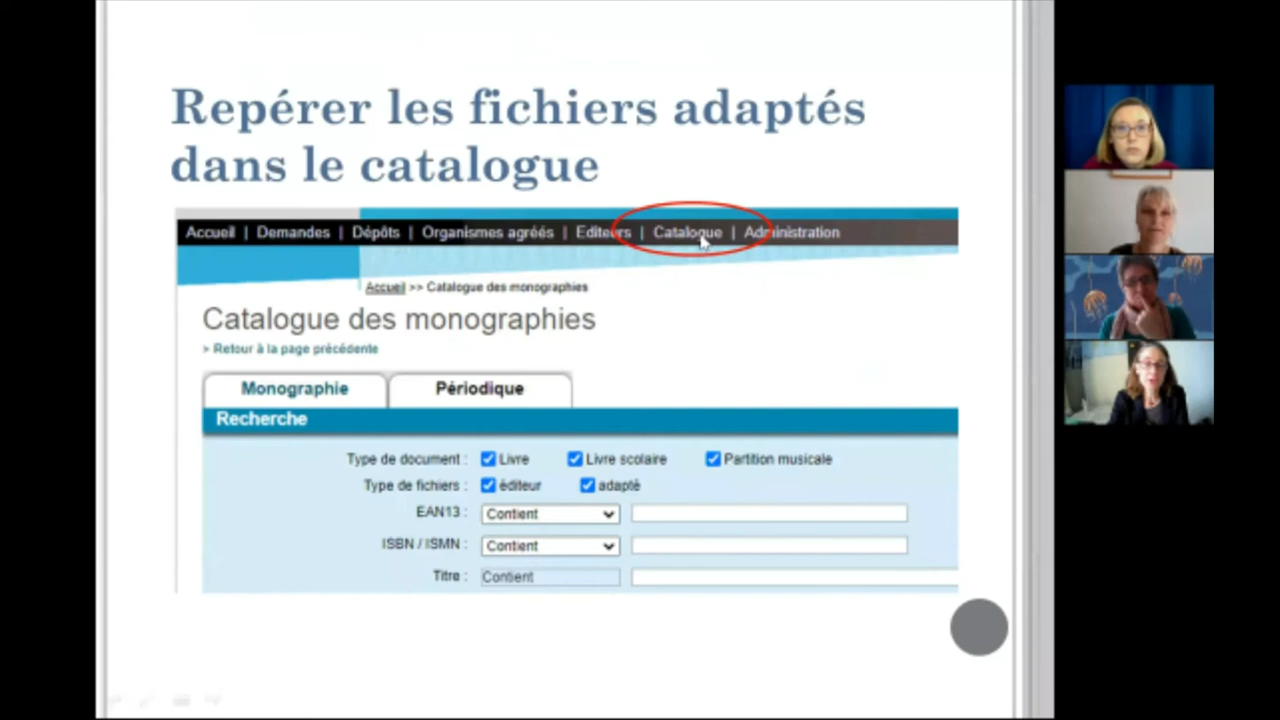 Repérer les fichiers adaptés
dans le catalogue
Accueil | Demandes | Dépôts | Organismes agréés | Editeurs | Catalogue | Administration
Accueil >> Catalogue des monographies
Catalogue des monographies
> Retour à la page précédente
Monographie Périodique
Recherche
Type de document : Livre Livre scolaire Partition musicale
Type de fichiers : éditeur adapté
EAN13 : Contient
ISBN / ISMN : Contient
Titre : Contient